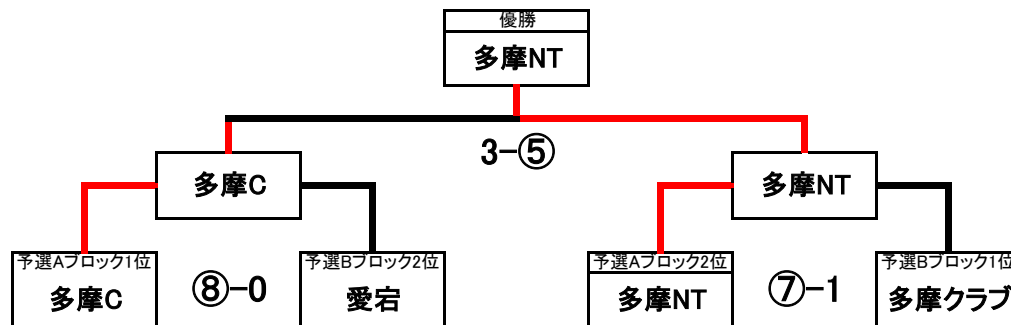 優勝
多摩NT
3-⑤
多摩C
多摩NT
予選Aブロック1位
多摩C
⑧-0
予選Bブロック2位
愛宕
予選Aブロック2位
多摩NT
⑦-1
予選Bブロック1位
多摩クラブ